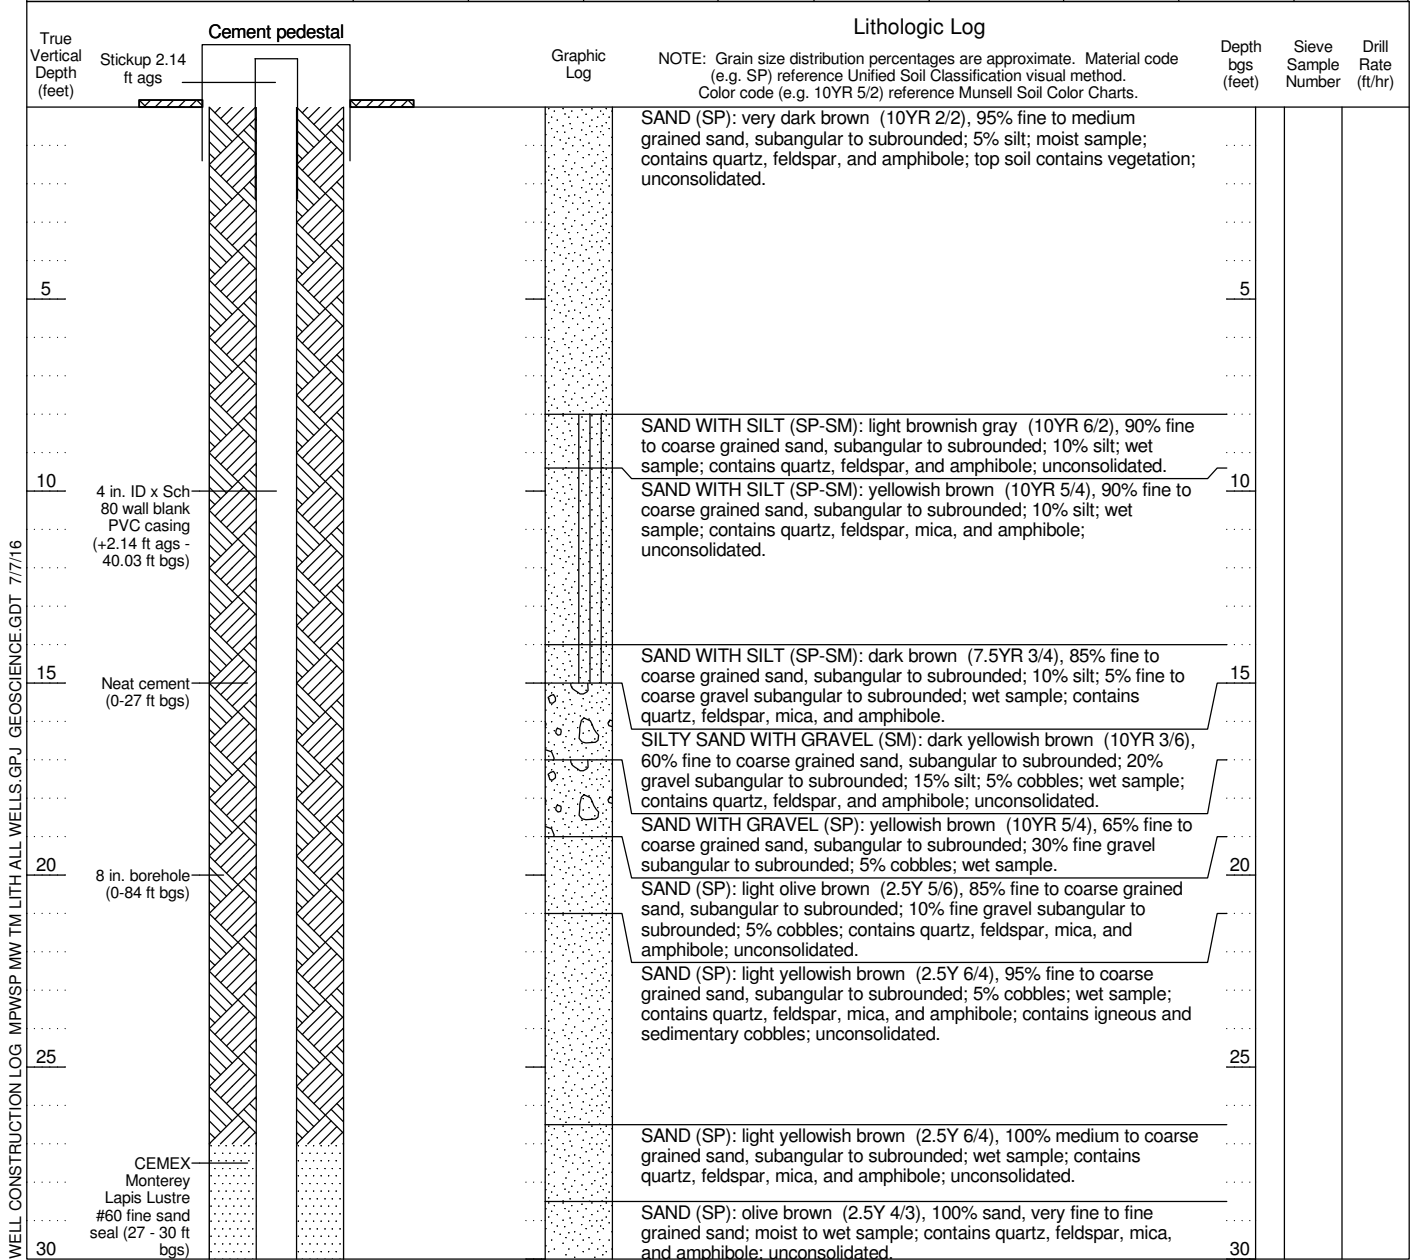 Lithologic Log
NOTE: Grain size distribution percentages are approximate. Material code
(e.g. SP) reference Unified Soil Classification visual method.
Color code (e.g. 10YR 5/2) reference Munsell Soil Color Charts.
True
Vertical
Depth
(feet)
Cement pedestal
Stickup 2.14
ft ags
Graphic
Log
Depth
bgs
(feet)
Sieve
Sample
Number
Drill
Rate
(ft/hr)
SAND (SP): very dark brown (10YR 2/2), 95% fine to medium
grained sand, subangular to subrounded; 5% silt; moist sample;
contains quartz, feldspar, and amphibole; top soil contains vegetation;
unconsolidated.
5
5
SAND WITH SILT (SP-SM): light brownish gray (10YR 6/2), 90% fine
to coarse grained sand, subangular to subrounded; 10% silt; wet
sample; contains quartz, feldspar, and amphibole; unconsolidated.
10
10
4 in. ID x Sch
80 wall blank
PVC casing
(+2.14 ft ags -
40.03 ft bgs)
SAND WITH SILT (SP-SM): yellowish brown (10YR 5/4), 90% fine to
coarse grained sand, subangular to subrounded; 10% silt; wet
sample; contains quartz, feldspar, mica, and amphibole;
unconsolidated.
SAND WITH SILT (SP-SM): dark brown (7.5YR 3/4), 85% fine to
coarse grained sand, subangular to subrounded; 10% silt; 5% fine to
coarse gravel subangular to subrounded; wet sample; contains
quartz, feldspar, mica, and amphibole.
15
15
Neat cement
(0-27 ft bgs)
SILTY SAND WITH GRAVEL (SM): dark yellowish brown (10YR 3/6),
60% fine to coarse grained sand, subangular to subrounded; 20%
gravel subangular to subrounded; 15% silt; 5% cobbles; wet sample;
contains quartz, feldspar, and amphibole; unconsolidated.
SAND WITH GRAVEL (SP): yellowish brown (10YR 5/4), 65% fine to
coarse grained sand, subangular to subrounded; 30% fine gravel
subangular to subrounded; 5% cobbles; wet sample.
20
20
8 in. borehole
(0-84 ft bgs)
SAND (SP): light olive brown (2.5Y 5/6), 85% fine to coarse grained
sand, subangular to subrounded; 10% fine gravel subangular to
subrounded; 5% cobbles; contains quartz, feldspar, mica, and
amphibole; unconsolidated.
SAND (SP): light yellowish brown (2.5Y 6/4), 95% fine to coarse
grained sand, subangular to subrounded; 5% cobbles; wet sample;
contains quartz, feldspar, mica, and amphibole; contains igneous and
sedimentary cobbles; unconsolidated.
25
25
SAND (SP): light yellowish brown (2.5Y 6/4), 100% medium to coarse
grained sand, subangular to subrounded; wet sample; contains
quartz, feldspar, mica, and amphibole; unconsolidated.
CEMEX
Monterey
Lapis Lustre
#60 fine sand
seal (27 - 30 ft
bgs)
SAND (SP): olive brown (2.5Y 4/3), 100% sand, very fine to fine
grained sand; moist to wet sample; contains quartz, feldspar, mica,
and amphibole; unconsolidated.
30
30
WELL CONSTRUCTION LOG MPWSP MW TM LITH ALL WELLS.GPJ GEOSCIENCE.GDT 7/7/16